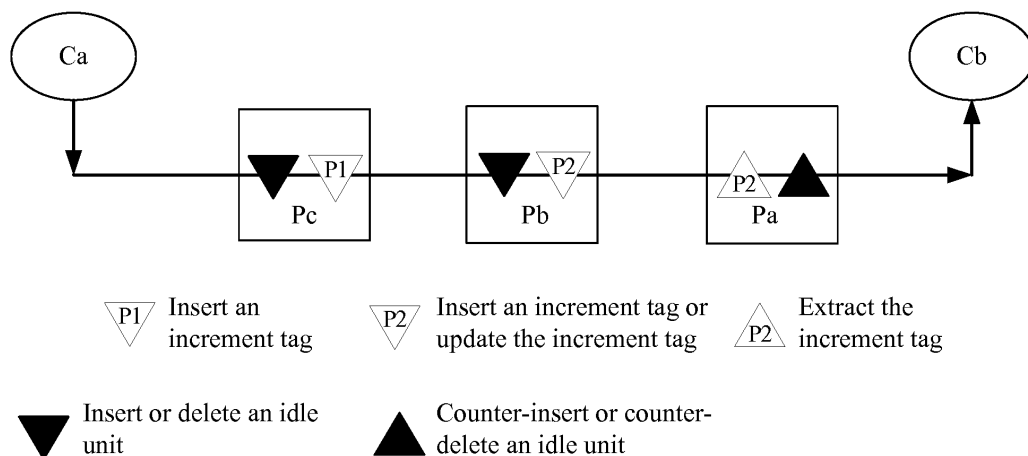 Ca
Cb
P1
P2
P2
Pc
Pb
Pa
P1
Insert an
increment tag
P2
Insert an increment tag or
update the increment tag
P2
Extract the
increment tag
Insert or delete an idle
unit
Counter-insert or counter-
delete an idle unit